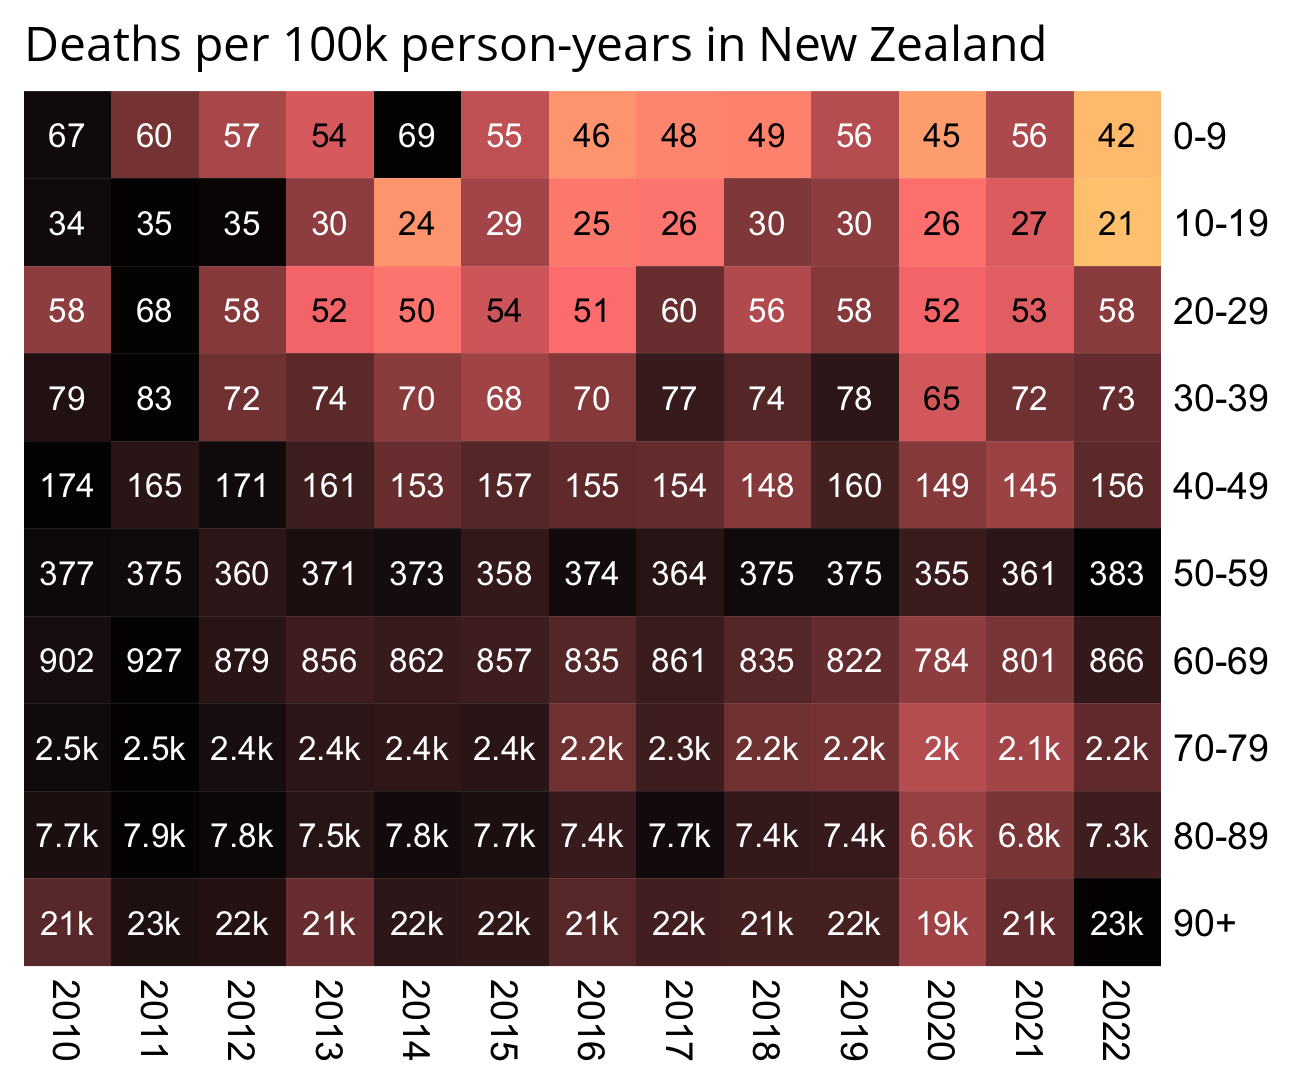 Deaths per 100k person-years in New Zealand
67 60 57 54 69 55 46 48 49 56 45 56 42 0-9
34 35 35 30 24 29 25 26 30 30 26 27 21 10-19
58 68 58 52 50 54 51 60 56 58 52 53 58 20-29
79 83 72 74 70 68 70 77 74 78 65 72 73 30-39
174 165 171 161 153 157 155 154 148 160 149 145 156 40-49
377 375 360 371 373 358 374 364 375 375 355 361 383 50-59
902 927 879 856 862 857 835 861 835 822 784 801 866 60-69
2.5k 2.5k 2.4k 2.4k 2.4k 2.4k 2.2k 2.3k 2.2k 2.2k 2k 2.1k 2.2k 70-79
7.7k 7.9k 7.8k 7.5k 7.8k 7.7k 7.4k 7.7k 7.4k 7.4k 6.6k 6.8k 7.3k 80-89
21k 23k 22k 21k 22k 22k 21k 22k 21k 22k 19k 21k 23k 90+
2010 2011 2012 2013 2014 2015 2016 2017 2018 2019 2020 2021 2022